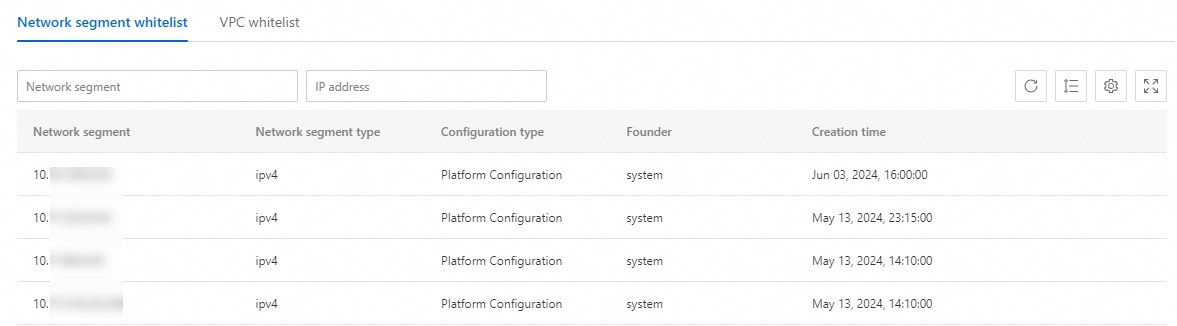 Network segment whitelist VPC whitelist
Network segment IP address
Network segment Network segment type Configuration type Founder Creation time
10. ipv4 Platform Configuration system Jun 03, 2024, 16:00:00
10. ipv4 Platform Configuration system May 13, 2024, 23:15:00
10. ipv4 Platform Configuration system May 13, 2024, 14:10:00
10. ipv4 Platform Configuration system May 13, 2024, 14:10:00